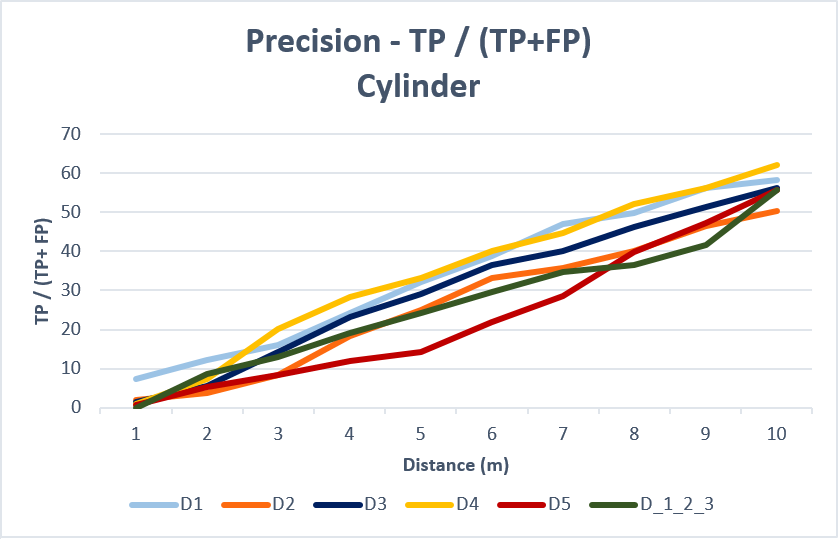 Precision - TP / (TP+FP)
Cylinder
TP / (TP+ FP)
70
60
50
40
30
20
10
0
1 2 3 4 5 6 7 8 9 10
Distance (m)
D1 D2 D3 D4 D5 D_1_2_3